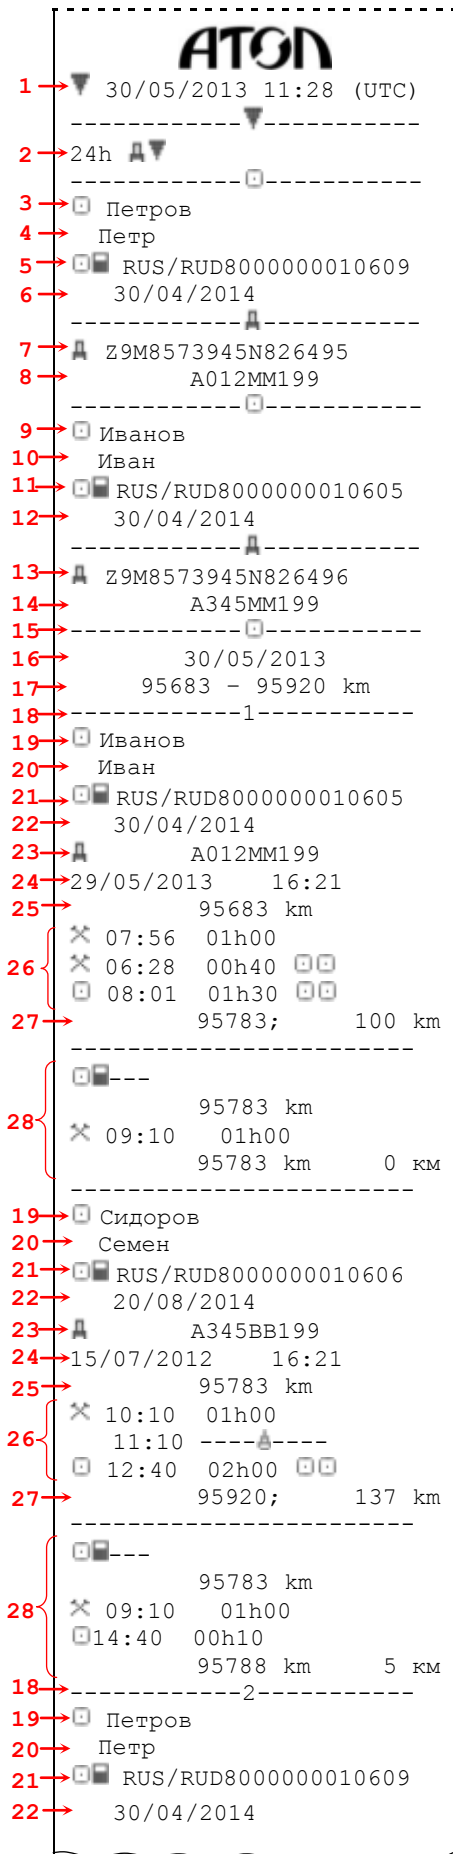 ATOL
1 30/05/2013 11:28 (UTC)
2 24h
3 Петров
4 Петр
5 RUS/RUD8000000010609
6 30/04/2014
7 Z9M8573945N826495
8 A012MM199
9 Иванов
10 Иван
11 RUS/RUD8000000010605
12 30/04/2014
13 Z9M8573945N826496
14 A345MM199
15 ------------ -----------
16 30/05/2013
17 95683 – 95920 km
18 ------------1-----------
19 Иванов
20 Иван
21 RUS/RUD8000000010605
22 30/04/2014
23 A012MM199
24 29/05/2013 16:21
25 95683 km
26 07:56 01h00
06:28 00h40
08:01 01h30
27 95783; 100 km
------------------------
28 ---
95783 km
09:10 01h00
95783 km 0 км
------------------------
19 Сидоров
20 Семен
21 RUS/RUD8000000010606
22 20/08/2014
23 A345BB199
24 15/07/2012 16:21
25 95783 km
26 10:10 01h00
11:10 ---- ----
12:40 02h00
27 95920; 137 km
------------------------
28 ---
95783 km
09:10 01h00
14:40 00h10
95788 km 5 км
18 ------------2-----------
19 Петров
20 Петр
21 RUS/RUD8000000010609
22 30/04/2014